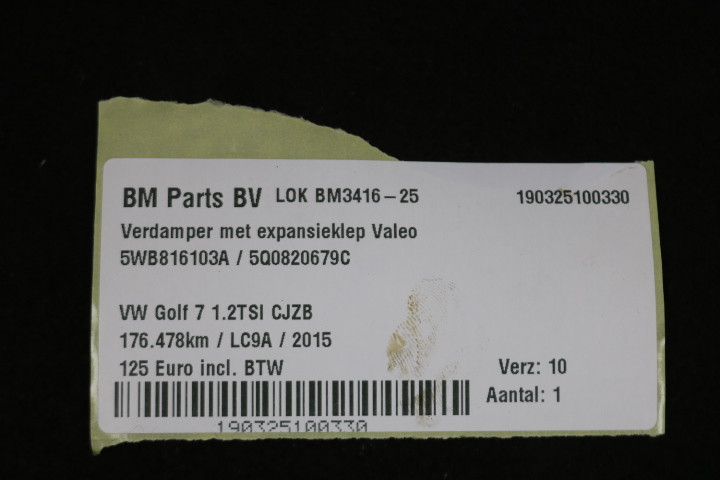 BM Parts BV LOK BM3416-25 190325100330
Verdamper met expansieklep Valeo
5WB816103A / 5Q0820679C
VW Golf 7 1.2TSI CJZB
176.478km / LC9A / 2015
125 Euro incl. BTW Verz: 10
Aantal: 1
190325100330